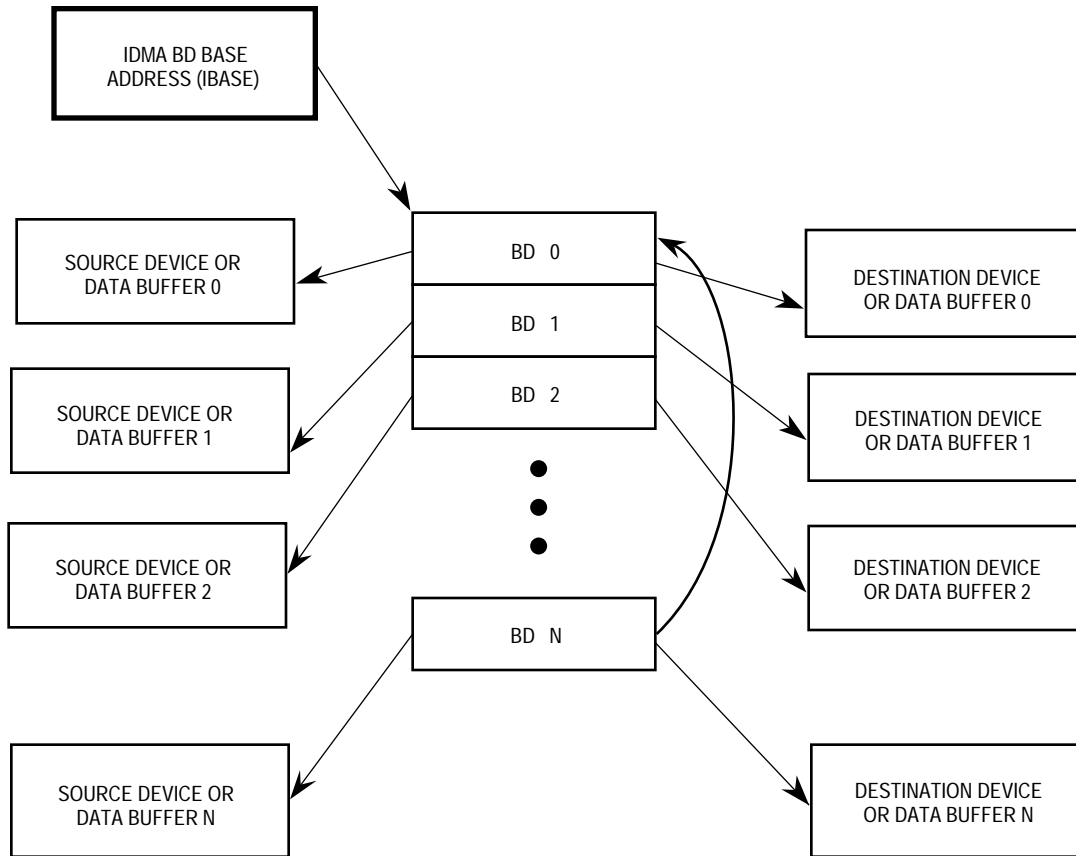 IDMA BD BASE
ADDRESS (IBASE)
SOURCE DEVICE OR
DATA BUFFER 0
BD 0
DESTINATION DEVICE
OR DATA BUFFER 0
BD 1
SOURCE DEVICE OR
DATA BUFFER 1
BD 2
DESTINATION DEVICE
OR DATA BUFFER 1
SOURCE DEVICE OR
DATA BUFFER 2
DESTINATION DEVICE
OR DATA BUFFER 2
BD N
SOURCE DEVICE OR
DATA BUFFER N
DESTINATION DEVICE
OR DATA BUFFER N